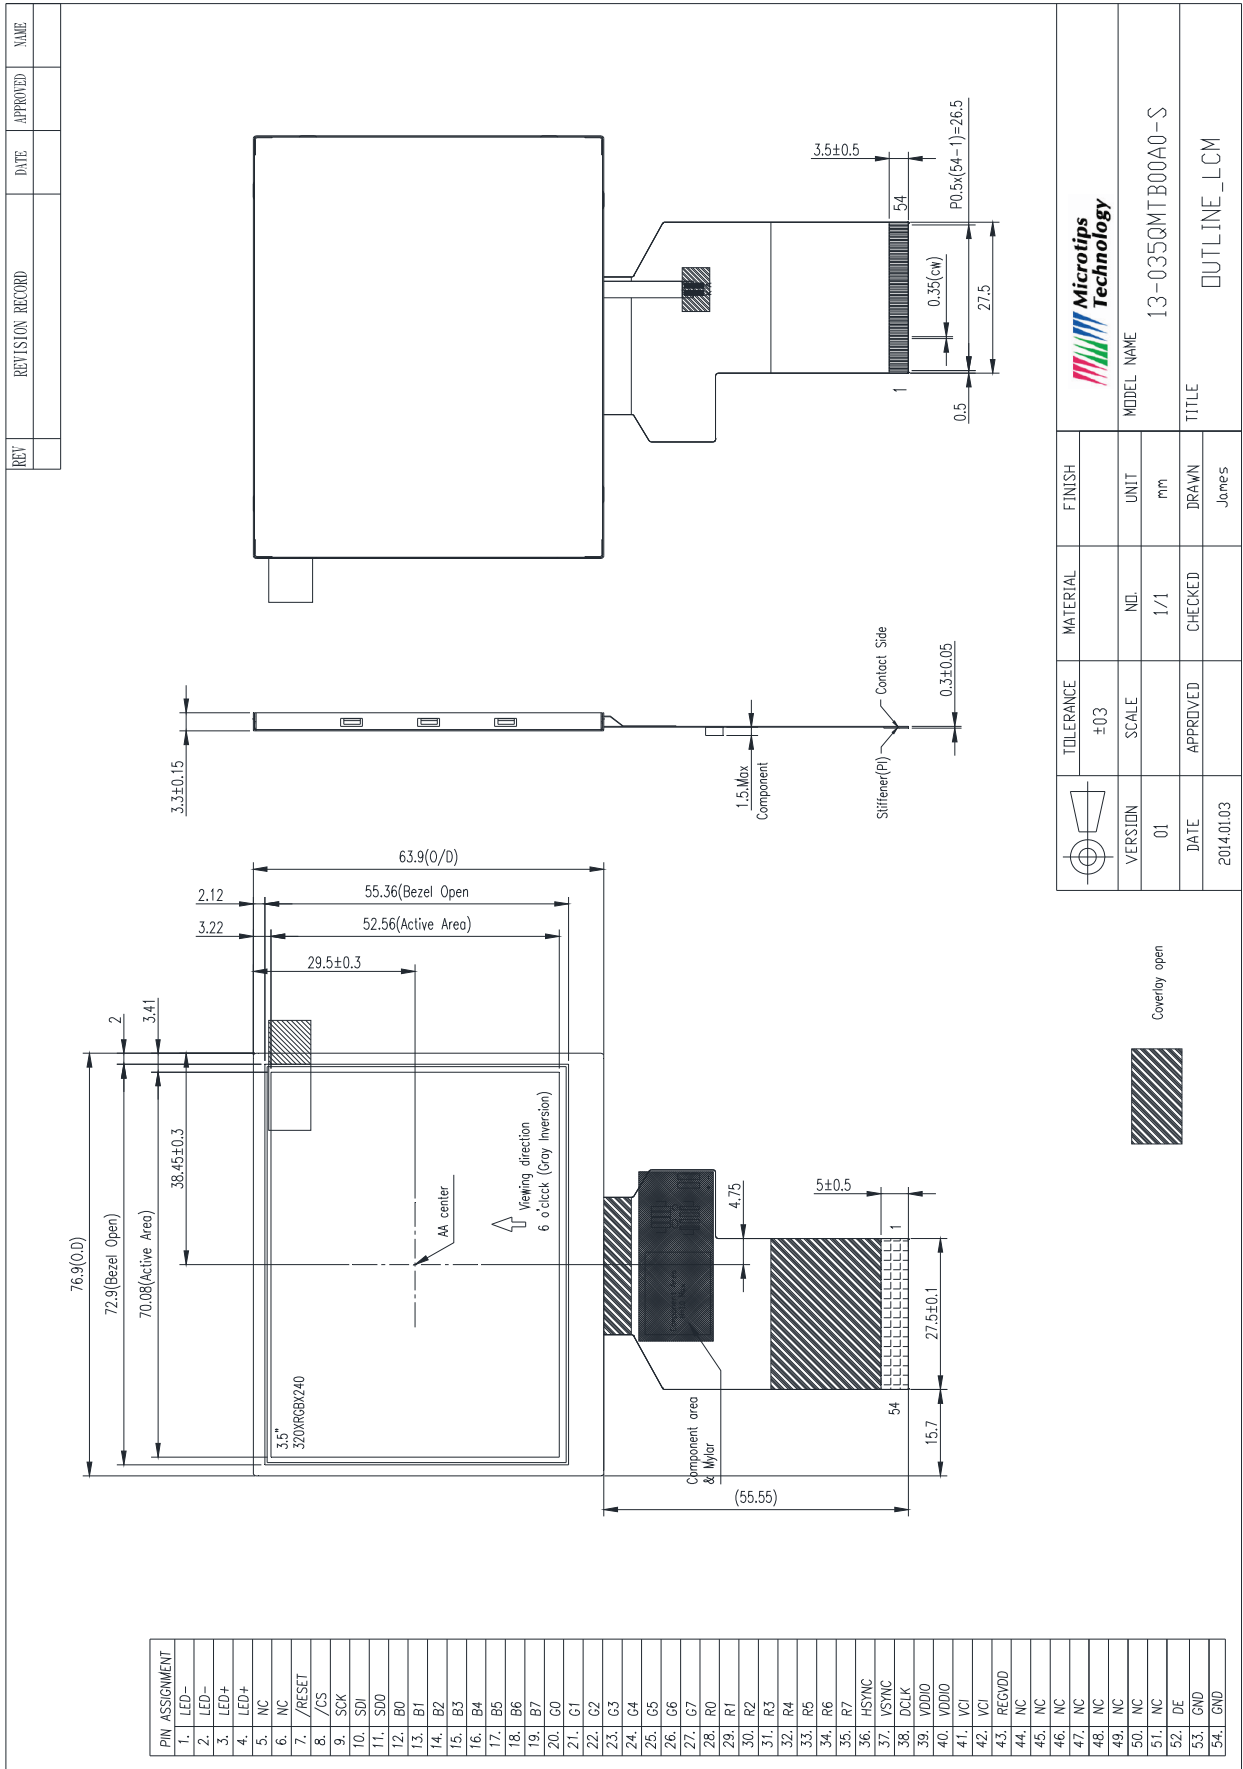 REV
REVISION RECORD
DATE
APPROVED
NAME
PIN ASSIGNMENT
1. LED-
2. LED-
3. LED+
4. LED+
5. NC
6. NC
7. /RESET
8. /CS
9. SCK
10. SDI
11. SDO
12. B0
13. B1
14. B2
15. B3
16. B4
17. B5
18. B6
19. B7
20. G0
21. G1
22. G2
23. G3
24. G4
25. G5
26. G6
27. G7
28. R0
29. R1
30. R2
31. R3
32. R4
33. R5
34. R6
35. R7
36. HSYNC
37. VSYNC
38. DCLK
39. VDDIO
40. VDDIO
41. VCI
42. VCI
43. REGVDD
44. NC
45. NC
46. NC
47. NC
48. NC
49. NC
50. NC
51. NC
52. DE
53. GND
54. GND
76.9(O.D)
72.9(Bezel Open)
70.08(Active Area)
38.45±0.3
2
3.41
2.12
3.22
29.5±0.3
52.56(Active Area)
55.36(Bezel Open
63.9(O/D)
3.5"
320XRGBX240
AA center
Viewing direction
6 o'clcck (Gray Inversion)
Component area
& Mylar
4.75
5±0.5
54
1
15.7
27.5±0.1
(55.55)
3.3±0.15
1.5.Max
Component
Stiffener(PI)
Contact Side
0.3±0.05
3.5±0.5
1
54
0.5
0.35(cw)
27.5
P0.5x(54-1)=26.5
Coverlay open
TOLERANCE
±03
MATERIAL
FINISH
Microtips
Technology
VERSION
01
SCALE
NO.
1/1
UNIT
mm
MODEL NAME
13-035QMTB00A0-S
DATE
2014.01.03
APPROVED
CHECKED
DRAWN
James
TITLE
OUTLINE_LCM